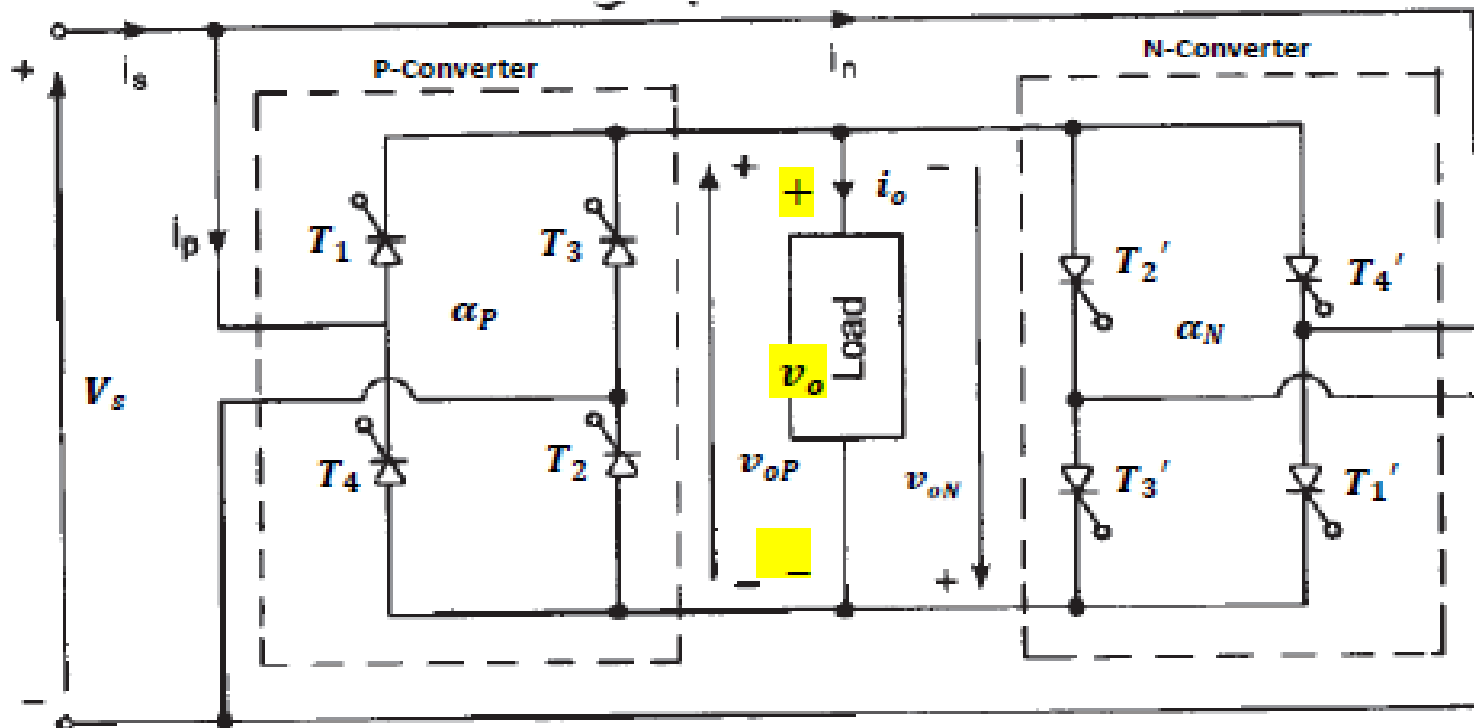 +
i_s
i_n
P-Converter
N-Converter
i_p
T_1
T_3
α_P
T_4
T_2
V_s
-
+
+
i_o
-
v_o
Load
v_oP
v_oN
-
-
+
T_2'
T_4'
α_N
T_3'
T_1'